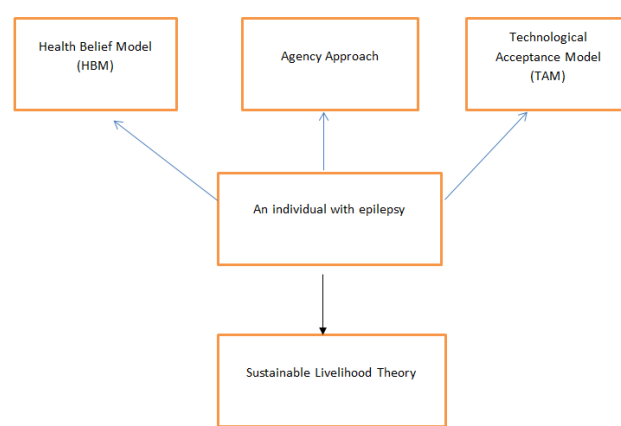 Health Belief Model
(HBM)
Agency Approach
Technological
Acceptance Model
(TAM)
An individual with epilepsy
Sustainable Livelihood Theory